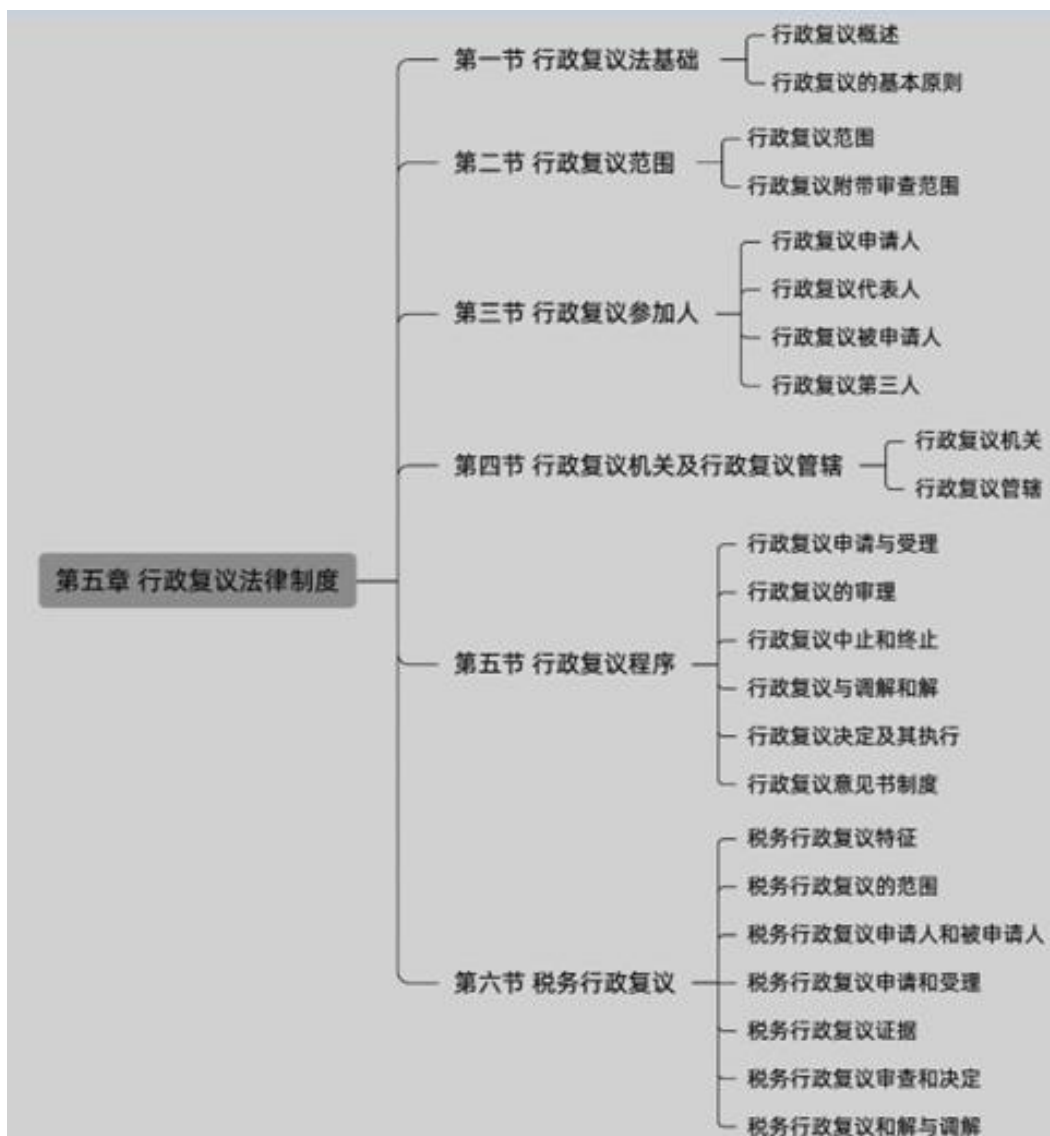 第五章 行政复议法律制度
第一节 行政复议法基础
行政复议概述
行政复议的基本原则
第二节 行政复议范围
行政复议范围
行政复议附带审查范围
第三节 行政复议参加人
行政复议申请人
行政复议代表人
行政复议被申请人
行政复议第三人
第四节 行政复议机关及行政复议管辖
行政复议机关
行政复议管辖
第五节 行政复议程序
行政复议申请与受理
行政复议的审理
行政复议中止和终止
行政复议与调解和解
行政复议决定及其执行
行政复议意见书制度
第六节 税务行政复议
税务行政复议特征
税务行政复议的范围
税务行政复议申请人和被申请人
税务行政复议申请和受理
税务行政复议证据
税务行政复议审查和决定
税务行政复议和解与调解